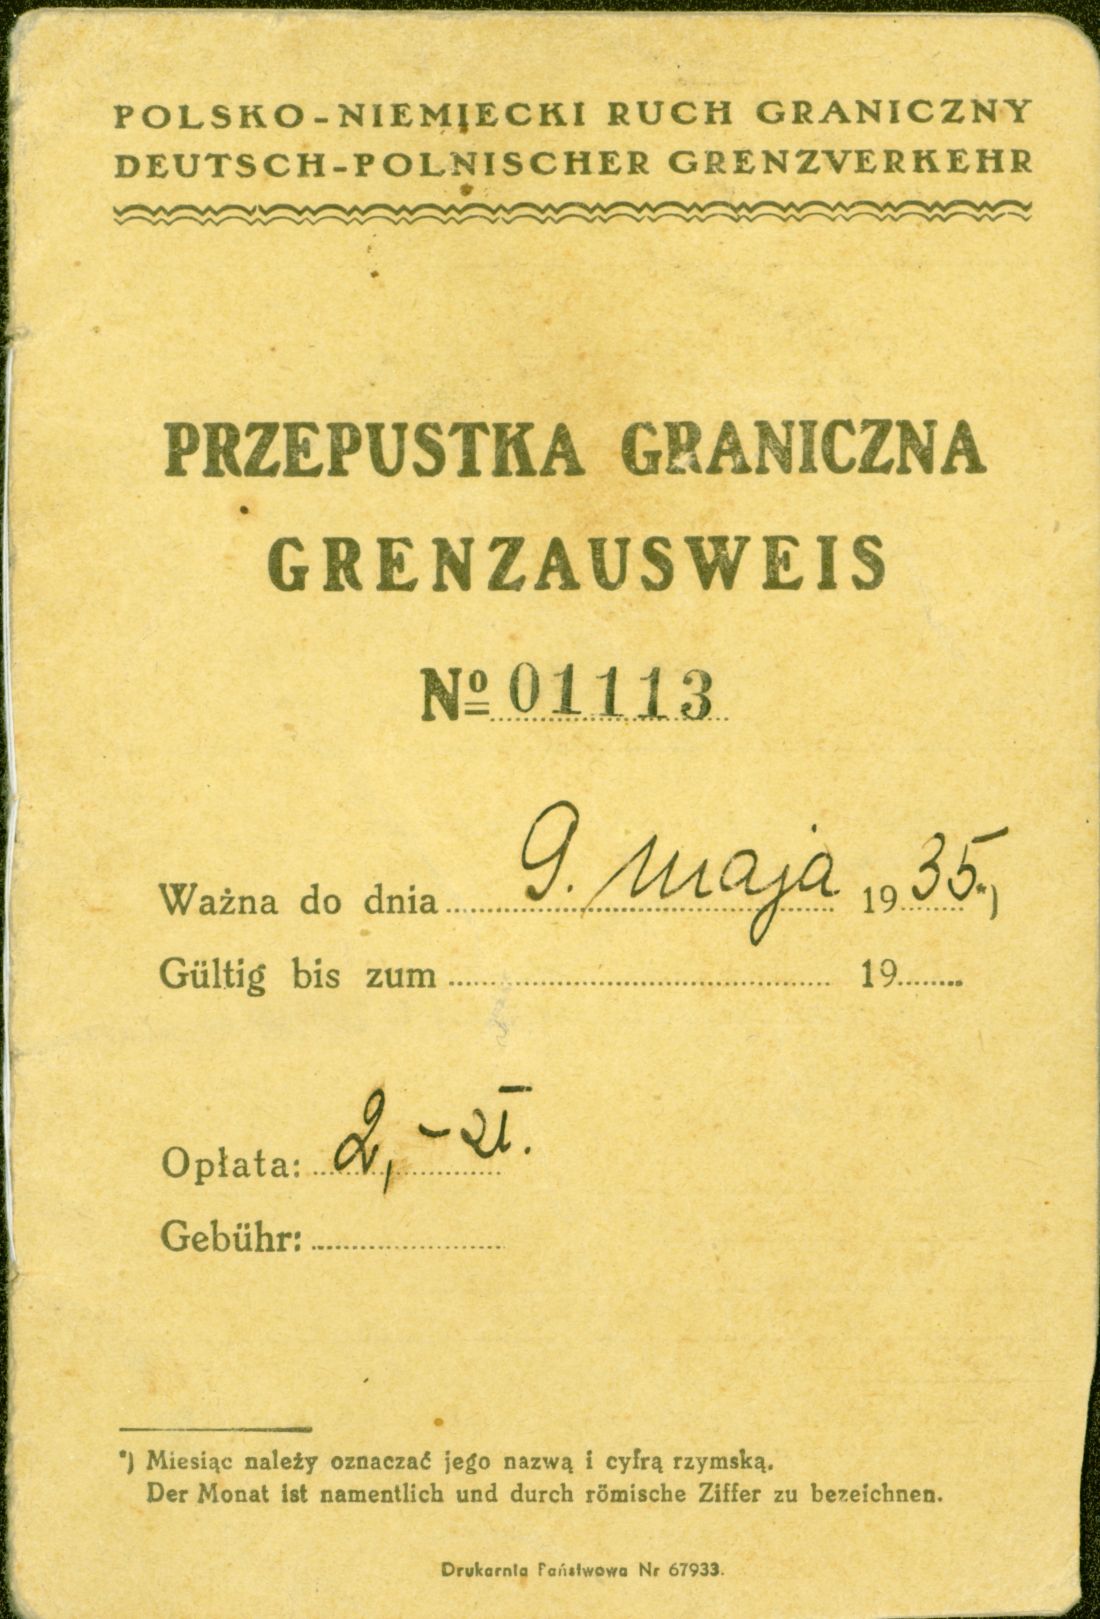 POLSKO-NIEMIECKI RUCH GRANICZNY
DEUTSCH-POLNISCHER GRENZVERKEHR
PRZEPUSTKA GRANICZNA
GRENZAUSWEIS
Nº 01113
Ważna do dnia 9. maja 1935.*)
Gültig bis zum 19
Opłata: 2,- zł.
Gebühr:
*) Miesiąc należy oznaczać jego nazwą i cyfrą rzymską.
Der Monat ist namentlich und durch römische Ziffer zu bezeichnen.
Drukarnia Państwowa Nr 67933.